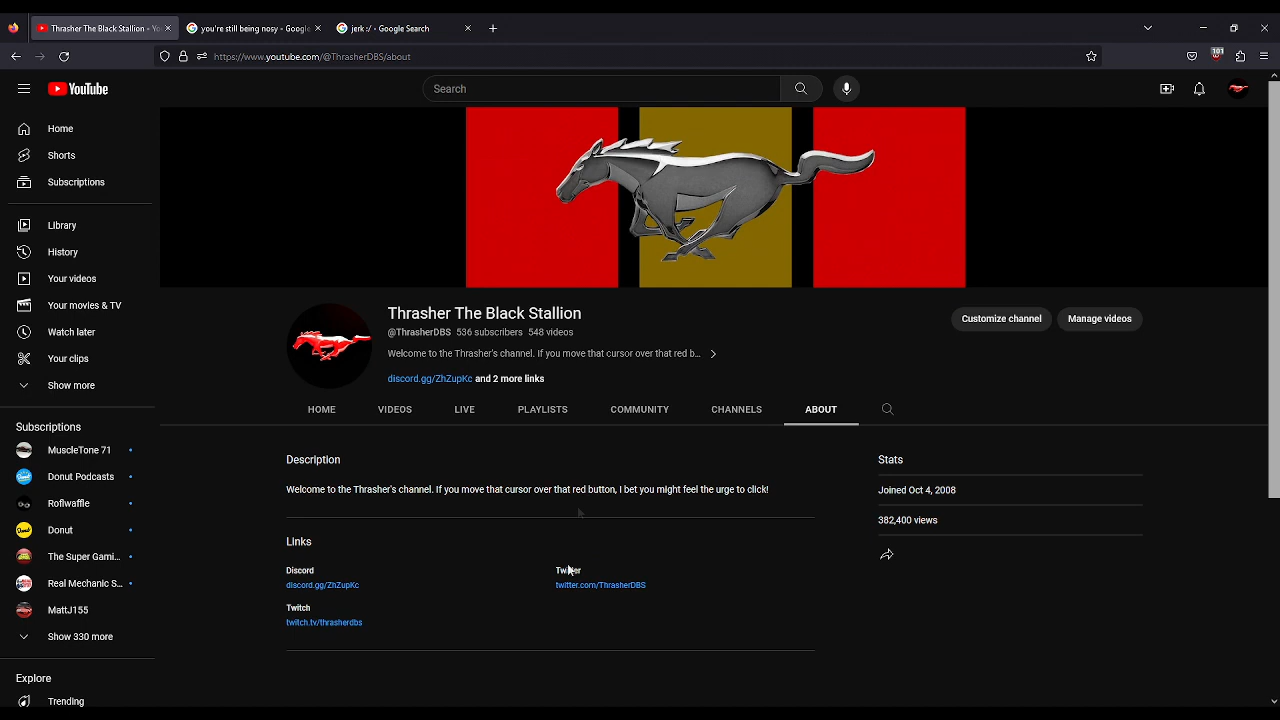 Thrasher The Black Stallion - Yo
you're still being nosy - Google
jerk :/ - Google Search
https://www.youtube.com/@ThrasherDBS/about
101
YouTube
Search
Home
Shorts
Subscriptions
Library
History
Your videos
Your movies & TV
Watch later
Your clips
Show more
Subscriptions
MuscleTone 71
Donut Podcasts
Roflwaffle
Donut
The Super Gami...
Real Mechanic S...
MattJ155
Show 330 more
Explore
Trending
Thrasher The Black Stallion
@ThrasherDBS 536 subscribers 548 videos
Welcome to the Thrasher's channel. If you move that cursor over that red b...
discord.gg/ZhZupKc and 2 more links
Customize channel
Manage videos
HOME
VIDEOS
LIVE
PLAYLISTS
COMMUNITY
CHANNELS
ABOUT
Description
Welcome to the Thrasher's channel. If you move that cursor over that red button, I bet you might feel the urge to click!
Links
Discord
discord.gg/ZhZupKc
Twitter
twitter.com/ThrasherDBS
Twitch
twitch.tv/thrasherdbs
Stats
Joined Oct 4, 2008
382,400 views